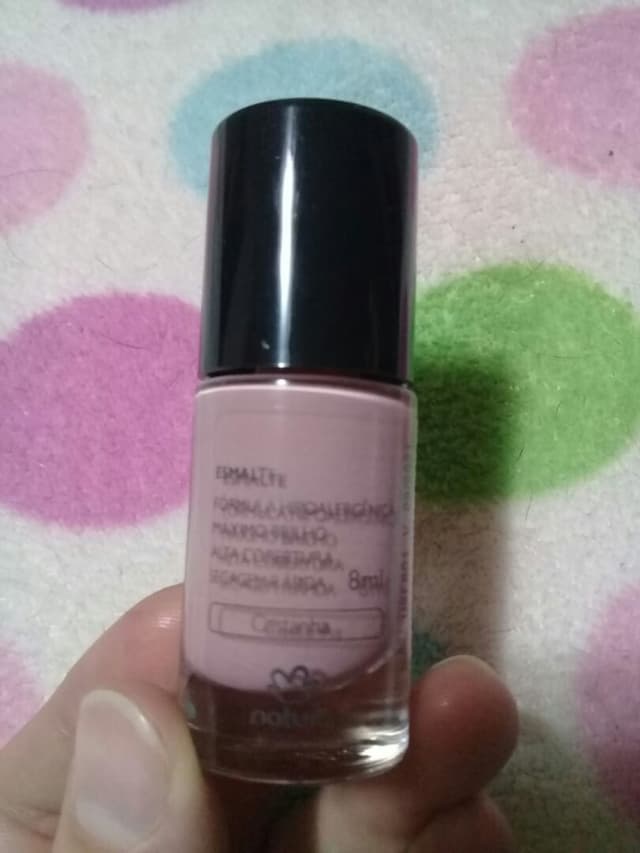 ESMALTE
FÓRMULA HIPOALERGÊNICA
MÁXIMO BRILHO
ALTA COBERTURA
SECAGEM RÁPIDA 8ml
Castanha
natura